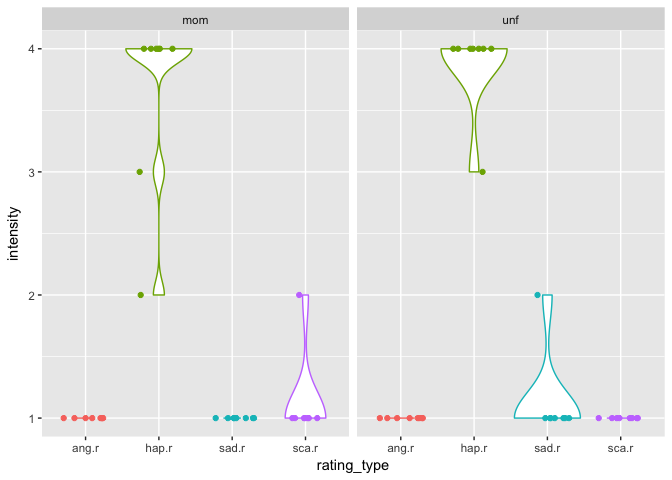 mom unf
4
3
2
1
intensity
ang.r hap.r sad.r sca.r ang.r hap.r sad.r sca.r
rating_type